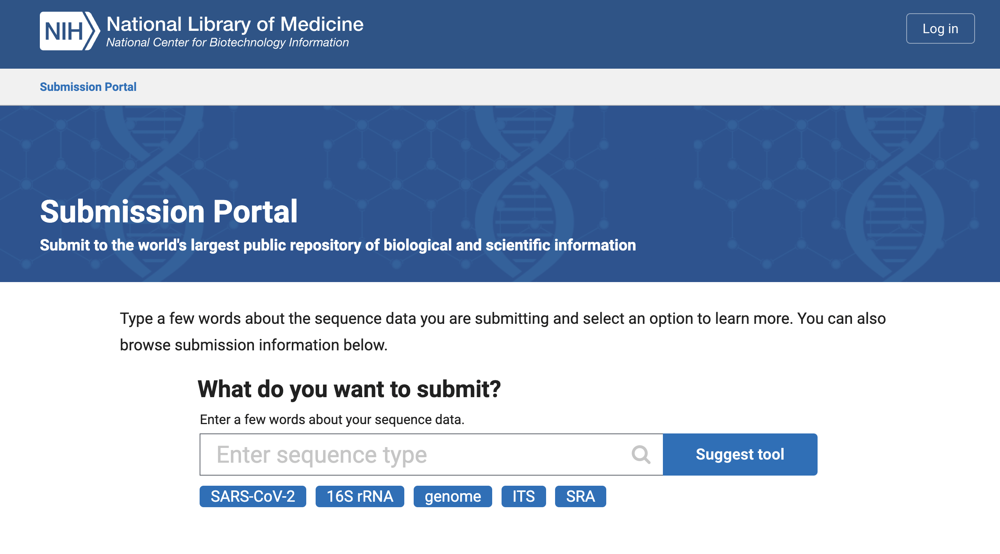 NIH
National Library of Medicine
National Center for Biotechnology Information
Log in
Submission Portal
Submission Portal
Submit to the world's largest public repository of biological and scientific information
Type a few words about the sequence data you are submitting and select an option to learn more. You can also
browse submission information below.
What do you want to submit?
Enter a few words about your sequence data.
Enter sequence type
Suggest tool
SARS-CoV-2 16S rRNA genome ITS SRA